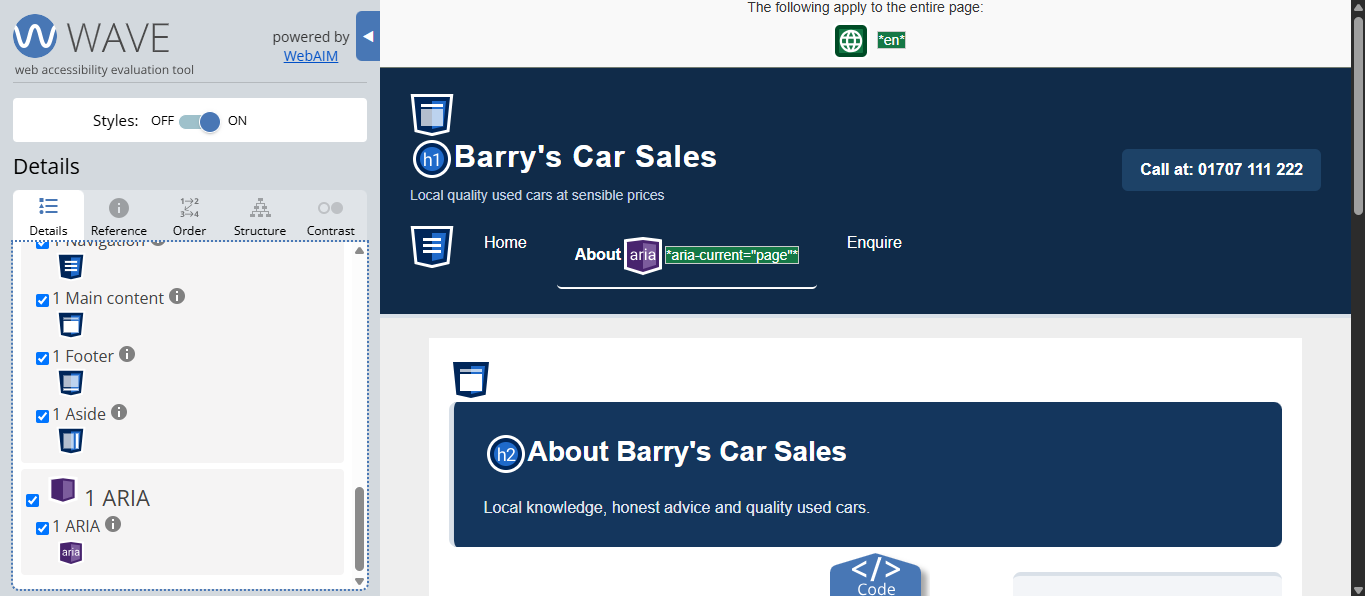 WAVE
web accessibility evaluation tool
powered by
WebAIM
Styles: OFF ON
Details
Details Reference Order Structure Contrast
1 Navigation
1 Main content
1 Footer
1 Aside
1 ARIA
1 ARIA
aria
The following apply to the entire page:
*en*
h1 Barry's Car Sales
Local quality used cars at sensible prices
Call at: 01707 111 222
Home
About aria *aria-current="page"*
Enquire
h2 About Barry's Car Sales
Local knowledge, honest advice and quality used cars.
</>
Code